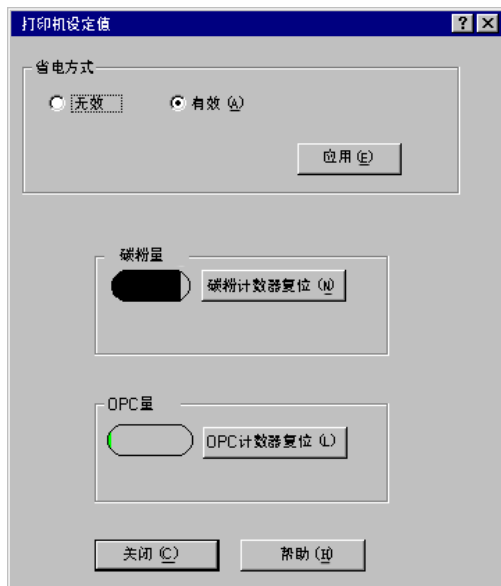 打印机设定值
省电方式
无效 有效(A)
应用(E)
碳粉量
碳粉计数器复位(N)
OPC量
OPC计数器复位(L)
关闭(C) 帮助(H)